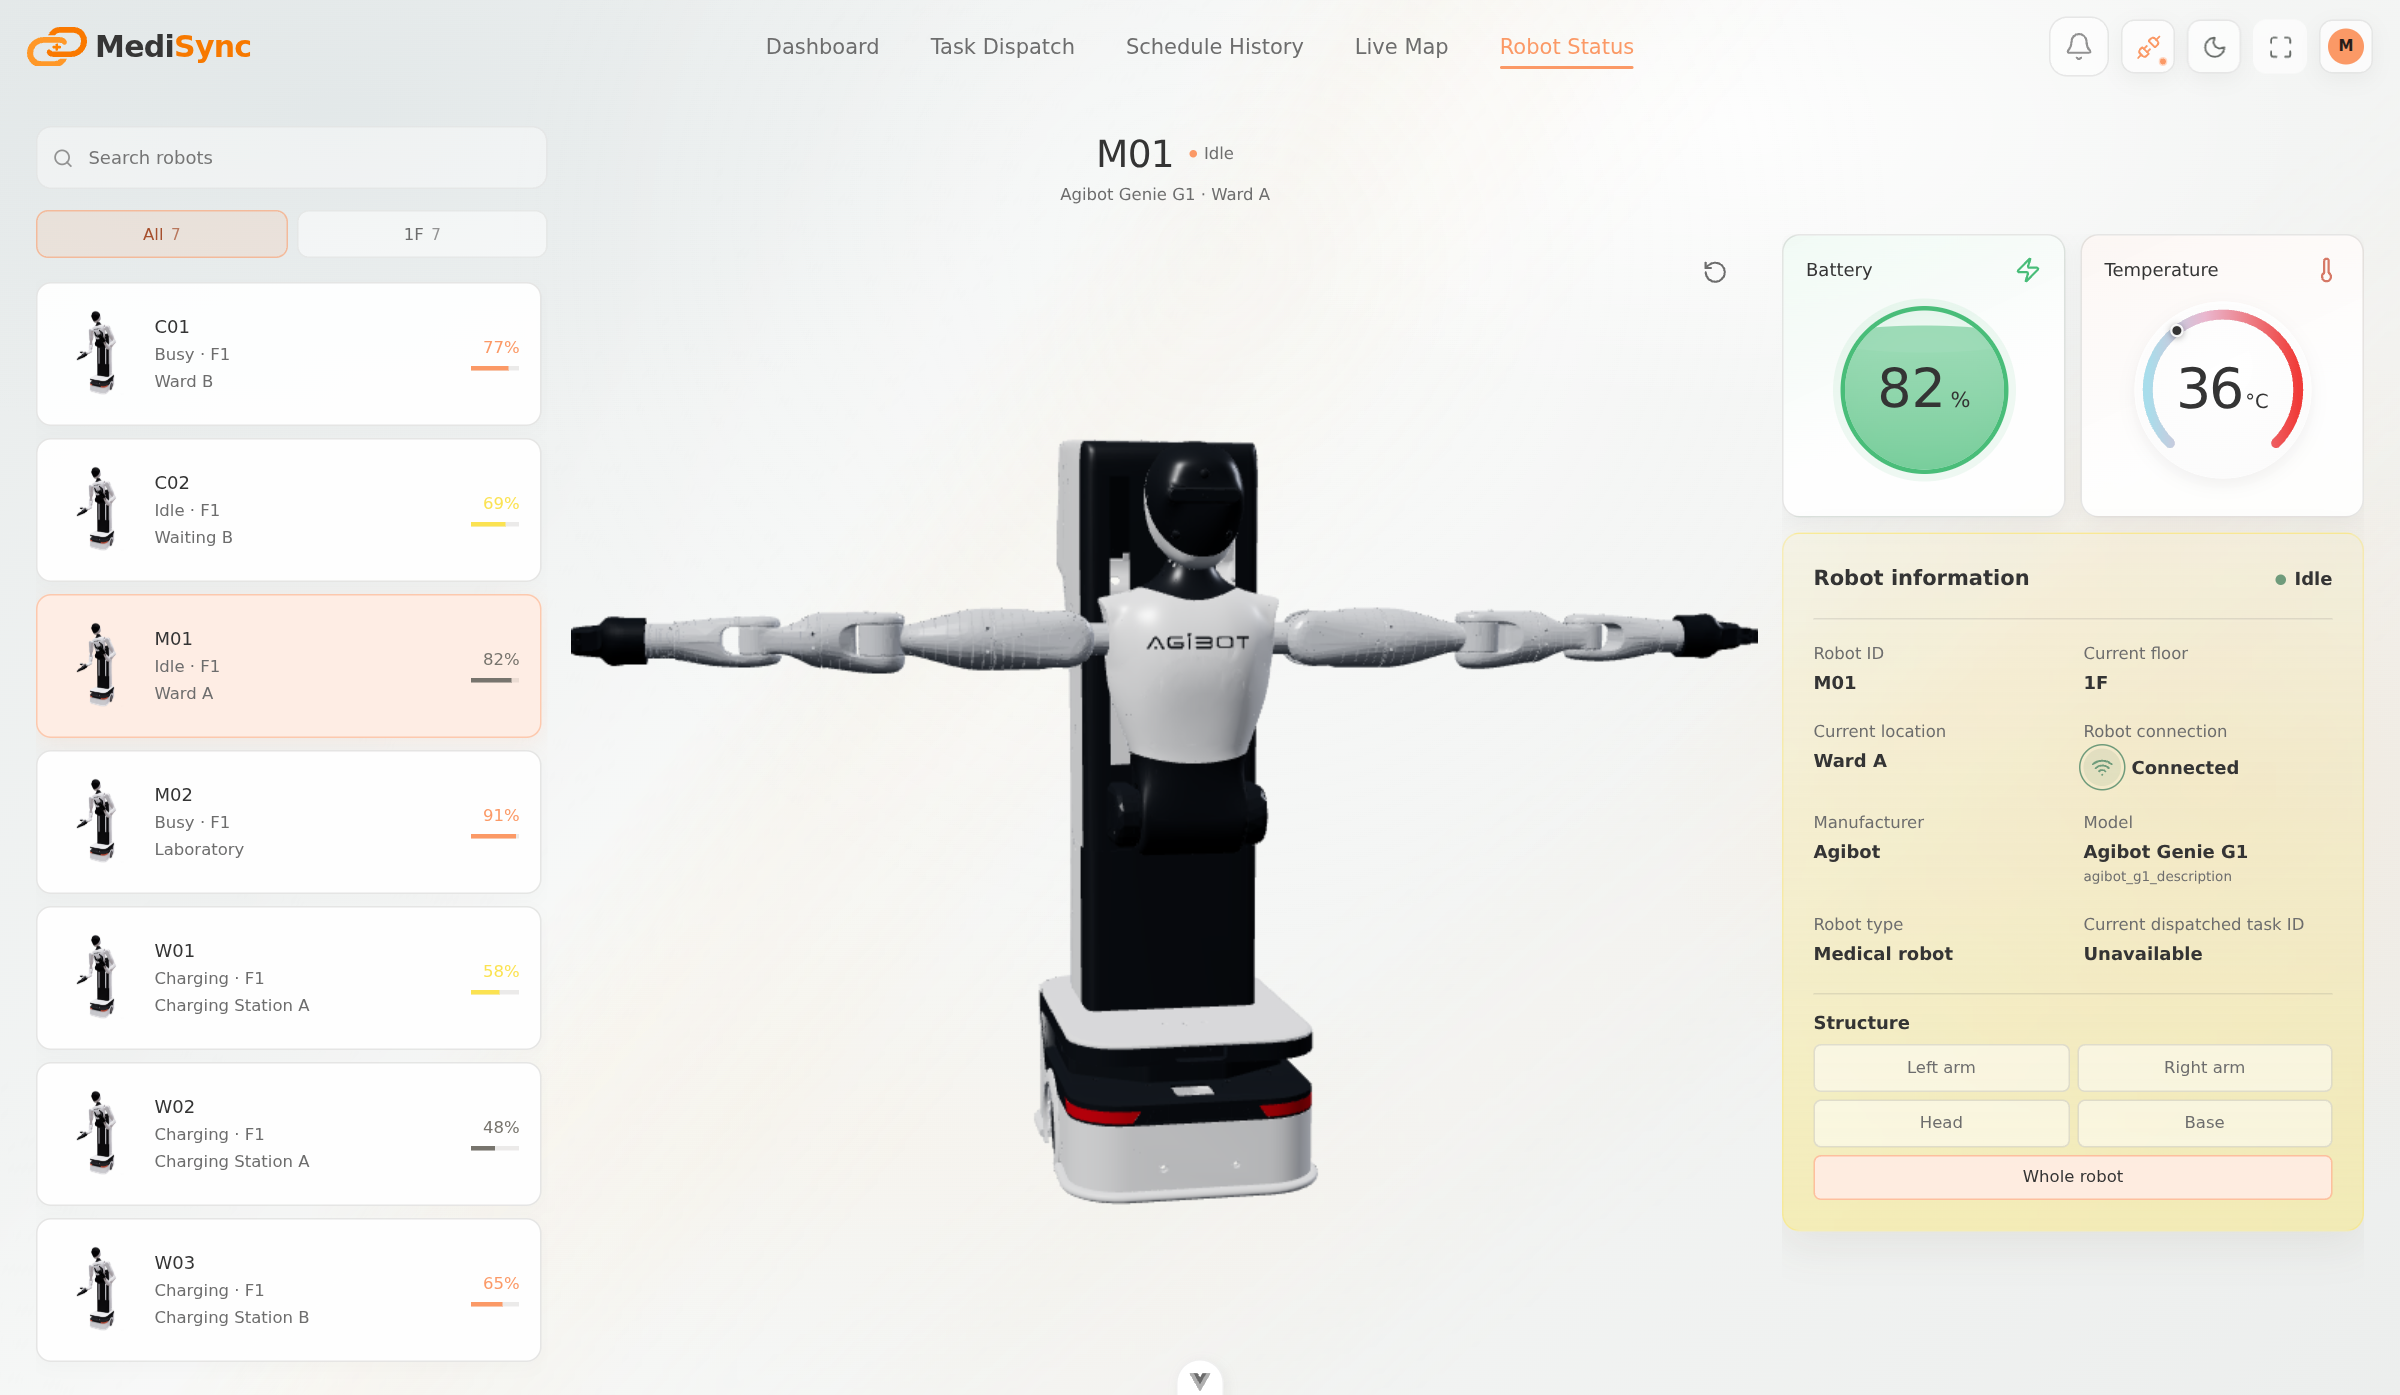 MediSync
Dashboard
Task Dispatch
Schedule History
Live Map
Robot Status
M
Search robots
All 7
1F 7
C01
Busy · F1
Ward B
77%
C02
Idle · F1
Waiting B
69%
M01
Idle · F1
Ward A
82%
M02
Busy · F1
Laboratory
91%
W01
Charging · F1
Charging Station A
58%
W02
Charging · F1
Charging Station A
48%
W03
Charging · F1
Charging Station B
65%
M01
Idle
Agibot Genie G1 · Ward A
AGIBOT
Battery
82 %
Temperature
36 °C
Robot information
Idle
Robot ID
M01
Current floor
1F
Current location
Ward A
Robot connection
Connected
Manufacturer
Agibot
Model
Agibot Genie G1
agibot_g1_description
Robot type
Medical robot
Current dispatched task ID
Unavailable
Structure
Left arm
Right arm
Head
Base
Whole robot